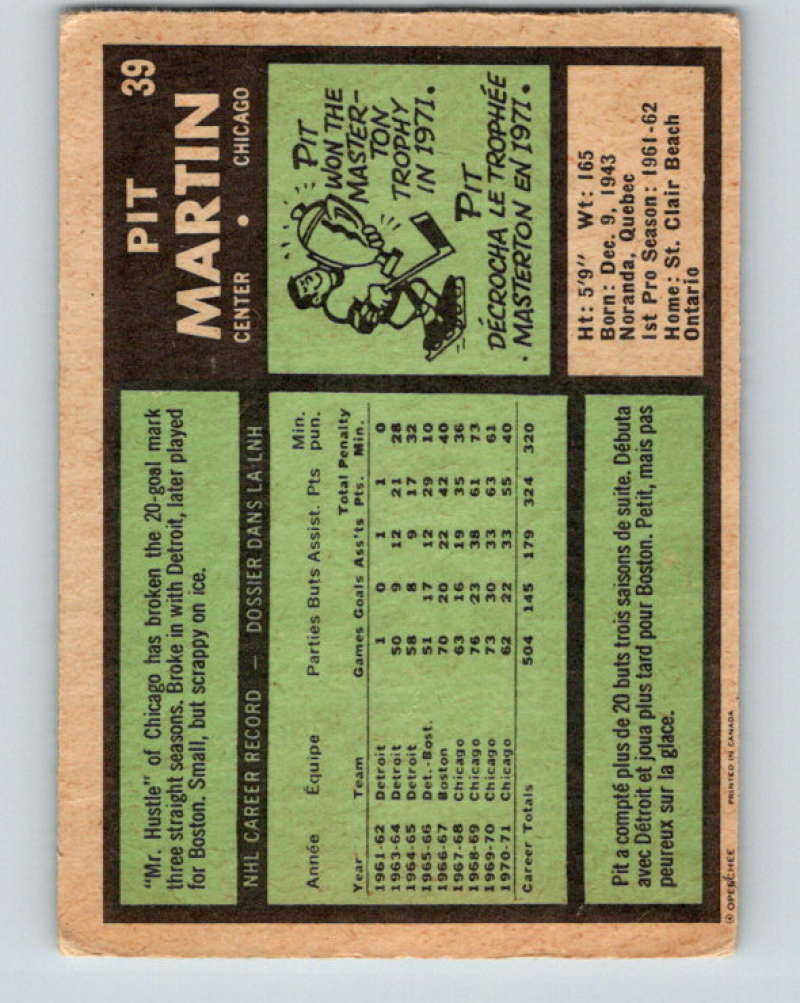 "Mr. Hustle" of Chicago has broken the 20-goal mark
three straight seasons. Broke in with Detroit, later played
for Boston. Small, but scrappy on ice.
PIT 39
MARTIN
CENTER • CHICAGO
NHL CAREER RECORD — DOSSIER DANS LA LNH
Année Équipe Parties Buts Assist. Pts Min. pun.
Year Team Games Goals Ass'ts Total Pts. Penalty Min.
1961-62 Detroit 1 0 1 1 0
1963-64 Detroit 50 9 12 21 28
1964-65 Detroit 58 8 9 17 32
1965-66 Det.-Bost. 51 17 12 29 10
1966-67 Boston 70 20 22 42 40
1967-68 Chicago 63 16 19 35 36
1968-69 Chicago 76 23 38 61 73
1969-70 Chicago 73 30 33 63 61
1970-71 Chicago 62 22 33 55 40
Career Totals 504 145 179 324 320
PIT
WON THE
MASTER-
TON
TROPHY
IN 1971.
PIT
DÉCROCHA LE TROPHÉE
MASTERTON EN 1971.
Pit a compté plus de 20 buts trois saisons de suite. Débuta
avec Détroit et joua plus tard pour Boston. Petit, mais pas
peureux sur la glace.
Ht: 5'9" Wt: 165
Born: Dec. 9, 1943
Noranda, Quebec
1st Pro Season: 1961-62
Home: St. Clair Beach
Ontario
© OPEECHEE PRINTED IN CANADA